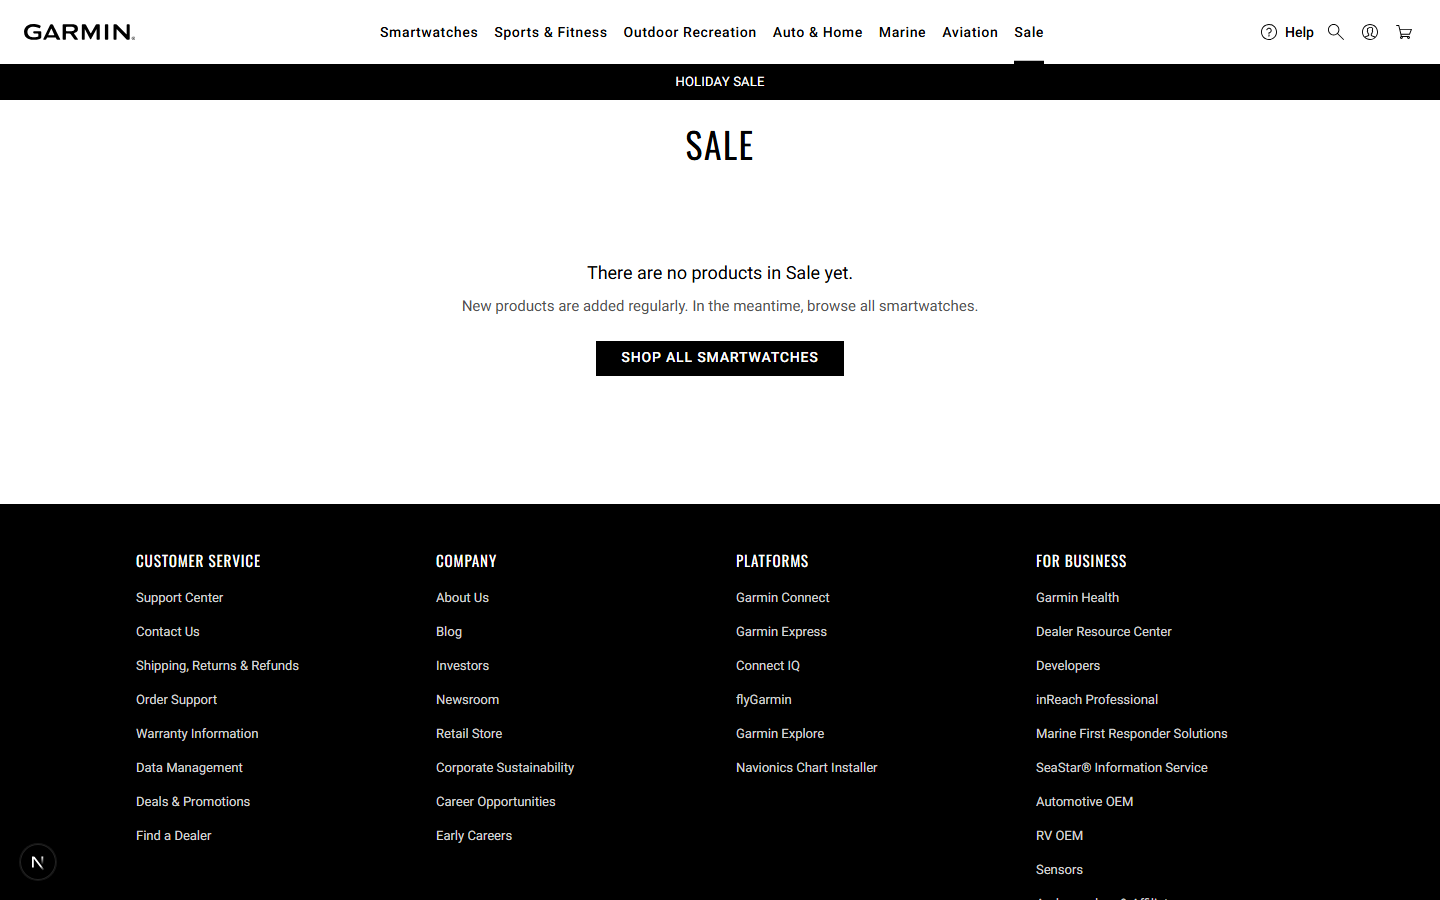 GARMIN
Smartwatches Sports & Fitness Outdoor Recreation Auto & Home Marine Aviation Sale
Help
HOLIDAY SALE
SALE
There are no products in Sale yet.
New products are added regularly. In the meantime, browse all smartwatches.
SHOP ALL SMARTWATCHES
CUSTOMER SERVICE
Support Center
Contact Us
Shipping, Returns & Refunds
Order Support
Warranty Information
Data Management
Deals & Promotions
Find a Dealer
COMPANY
About Us
Blog
Investors
Newsroom
Retail Store
Corporate Sustainability
Career Opportunities
Early Careers
PLATFORMS
Garmin Connect
Garmin Express
Connect IQ
flyGarmin
Garmin Explore
Navionics Chart Installer
FOR BUSINESS
Garmin Health
Dealer Resource Center
Developers
inReach Professional
Marine First Responder Solutions
SeaStar® Information Service
Automotive OEM
RV OEM
Sensors
N